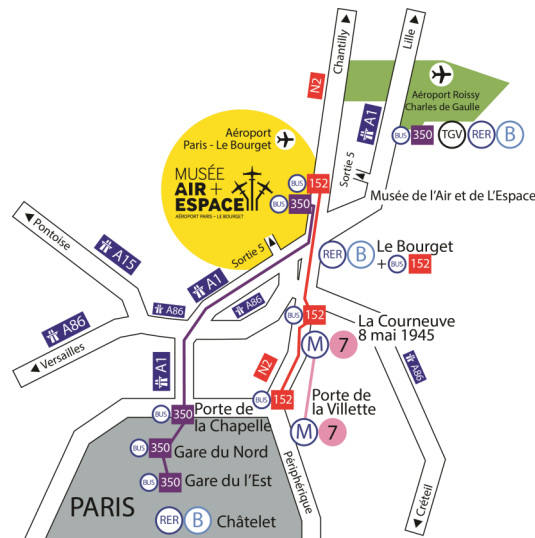 Chantilly
Lille
N2
A1
Aéroport Roissy
Charles de Gaulle
BUS 350 TGV RER B
Aéroport
Paris - Le Bourget
MUSÉE
AIR +
ESPACE
AÉROPORT PARIS – LE BOURGET
BUS 152
BUS 350
Sortie 5
Musée de l'Air et de L'Espace
Pontoise
A15
Sortie 5
RER B Le Bourget
+ BUS 152
A1
A86
A86
A86
Versailles
BUS 152
La Courneuve
8 mai 1945
M 7
A86
A1
N2
BUS 152
Porte de
la Villette
M 7
BUS 350 Porte de
la Chapelle
BUS 350 Gare du Nord
BUS 350 Gare du l'Est
Périphérique
PARIS
RER B Châtelet
Créteil